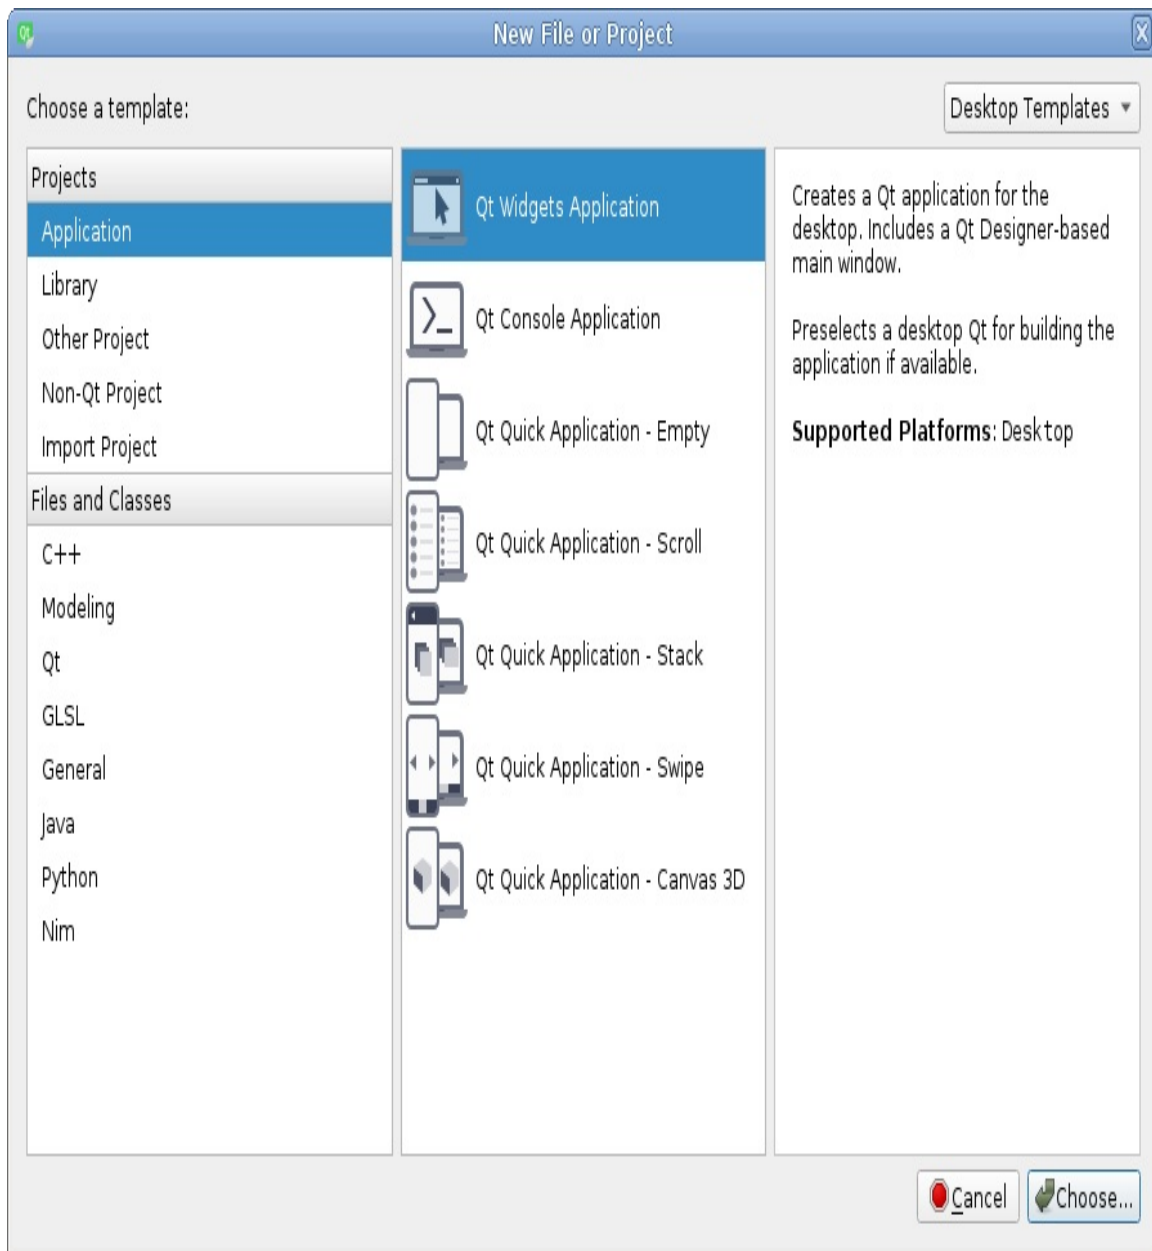 New File or Project
Choose a template:
Desktop Templates
Projects
Application
Library
Other Project
Non-Qt Project
Import Project
Files and Classes
C++
Modeling
Qt
GLSL
General
Java
Python
Nim
Qt Widgets Application
Qt Console Application
Qt Quick Application - Empty
Qt Quick Application - Scroll
Qt Quick Application - Stack
Qt Quick Application - Swipe
Qt Quick Application - Canvas 3D
Creates a Qt application for the
desktop. Includes a Qt Designer-based
main window.
Preselects a desktop Qt for building the
application if available.
Supported Platforms: Desktop
Cancel
Choose...